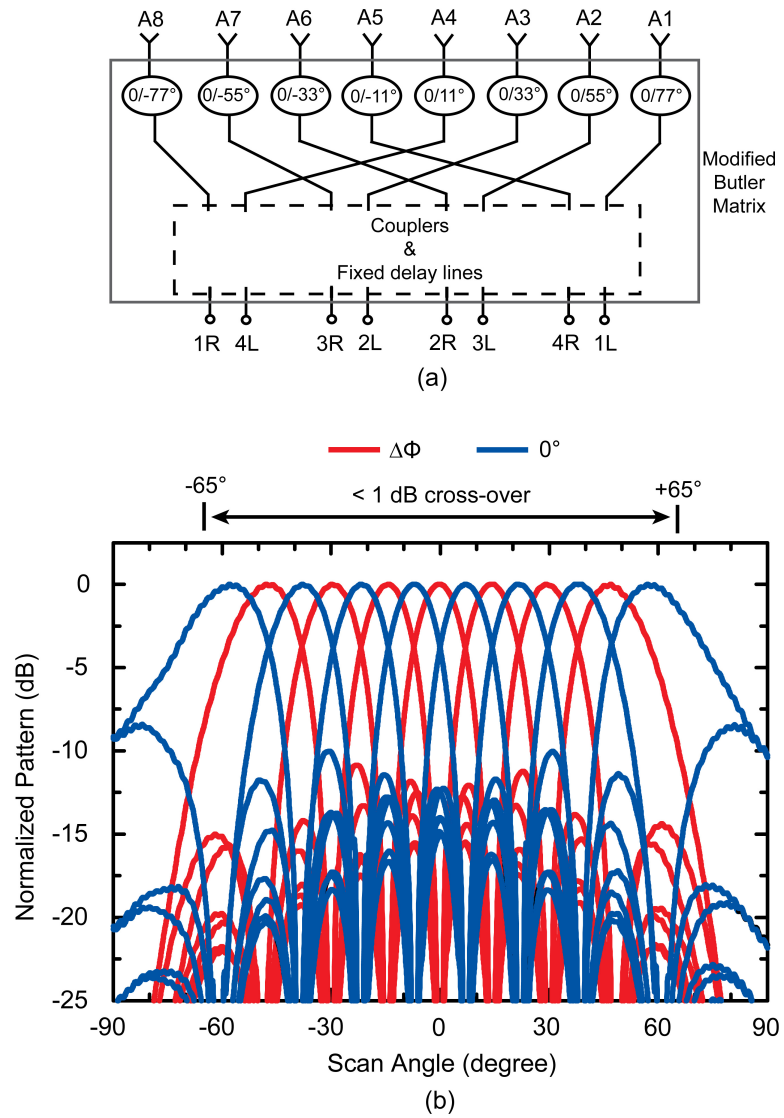 A8 A7 A6 A5 A4 A3 A2 A1
0/-77° 0/-55° 0/-33° 0/-11° 0/11° 0/33° 0/55° 0/77°
Modified
Butler
Matrix
Couplers
&
Fixed delay lines
1R 4L 3R 2L 2R 3L 4R 1L
(a)
ΔΦ 0°
-65° < 1 dB cross-over +65°
Normalized Pattern (dB)
0
-5
-10
-15
-20
-25
-90 -60 -30 0 30 60 90
Scan Angle (degree)
(b)